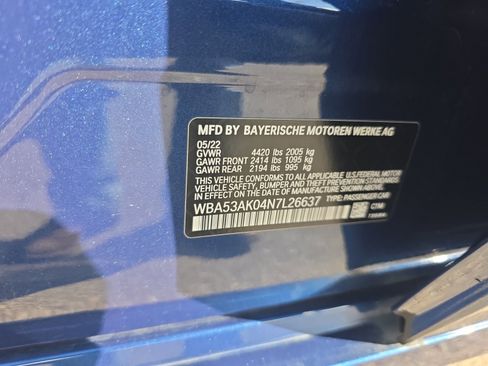 MFD BY BAYERISCHE MOTOREN WERKE AG
05/22
GVWR 4420 lbs 2005 kg
GAWR FRONT 2414 lbs 1095 kg
GAWR REAR 2194 lbs 995 kg
THIS VEHICLE CONFORMS TO ALL APPLICABLE U.S. FEDERAL MOTOR
VEHICLE SAFETY, BUMPER, AND THEFT PREVENTION STANDARDS
IN EFFECT ON THE DATE OF MANUFACTURE SHOWN ABOVE.
WBA53AK04N7L26637 TYPE: PASSENGER CAR